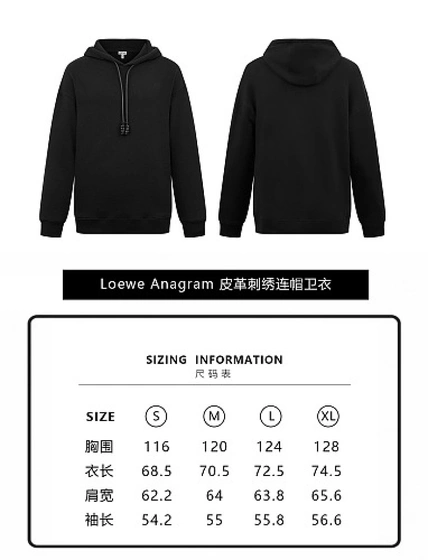 Loewe Anagram 皮革刺绣连帽卫衣
SIZING INFORMATION
尺码表
SIZE S M L XL
胸围 116 120 124 128
衣长 68.5 70.5 72.5 74.5
肩宽 62.2 64 63.8 65.6
袖长 54.2 55 55.8 56.6